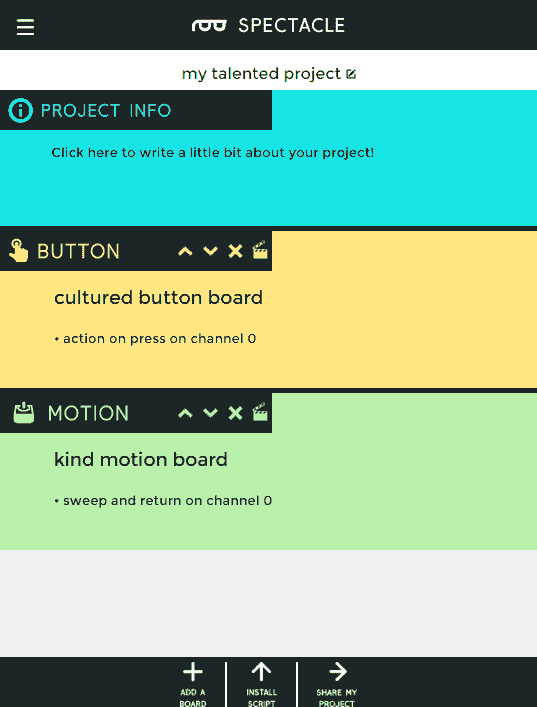 SPECTACLE
my talented project
PROJECT INFO
Click here to write a little bit about your project!
BUTTON
cultured button board
• action on press on channel 0
MOTION
kind motion board
• sweep and return on channel 0
ADD A
BOARD
INSTALL
SCRIPT
SHARE MY
PROJECT